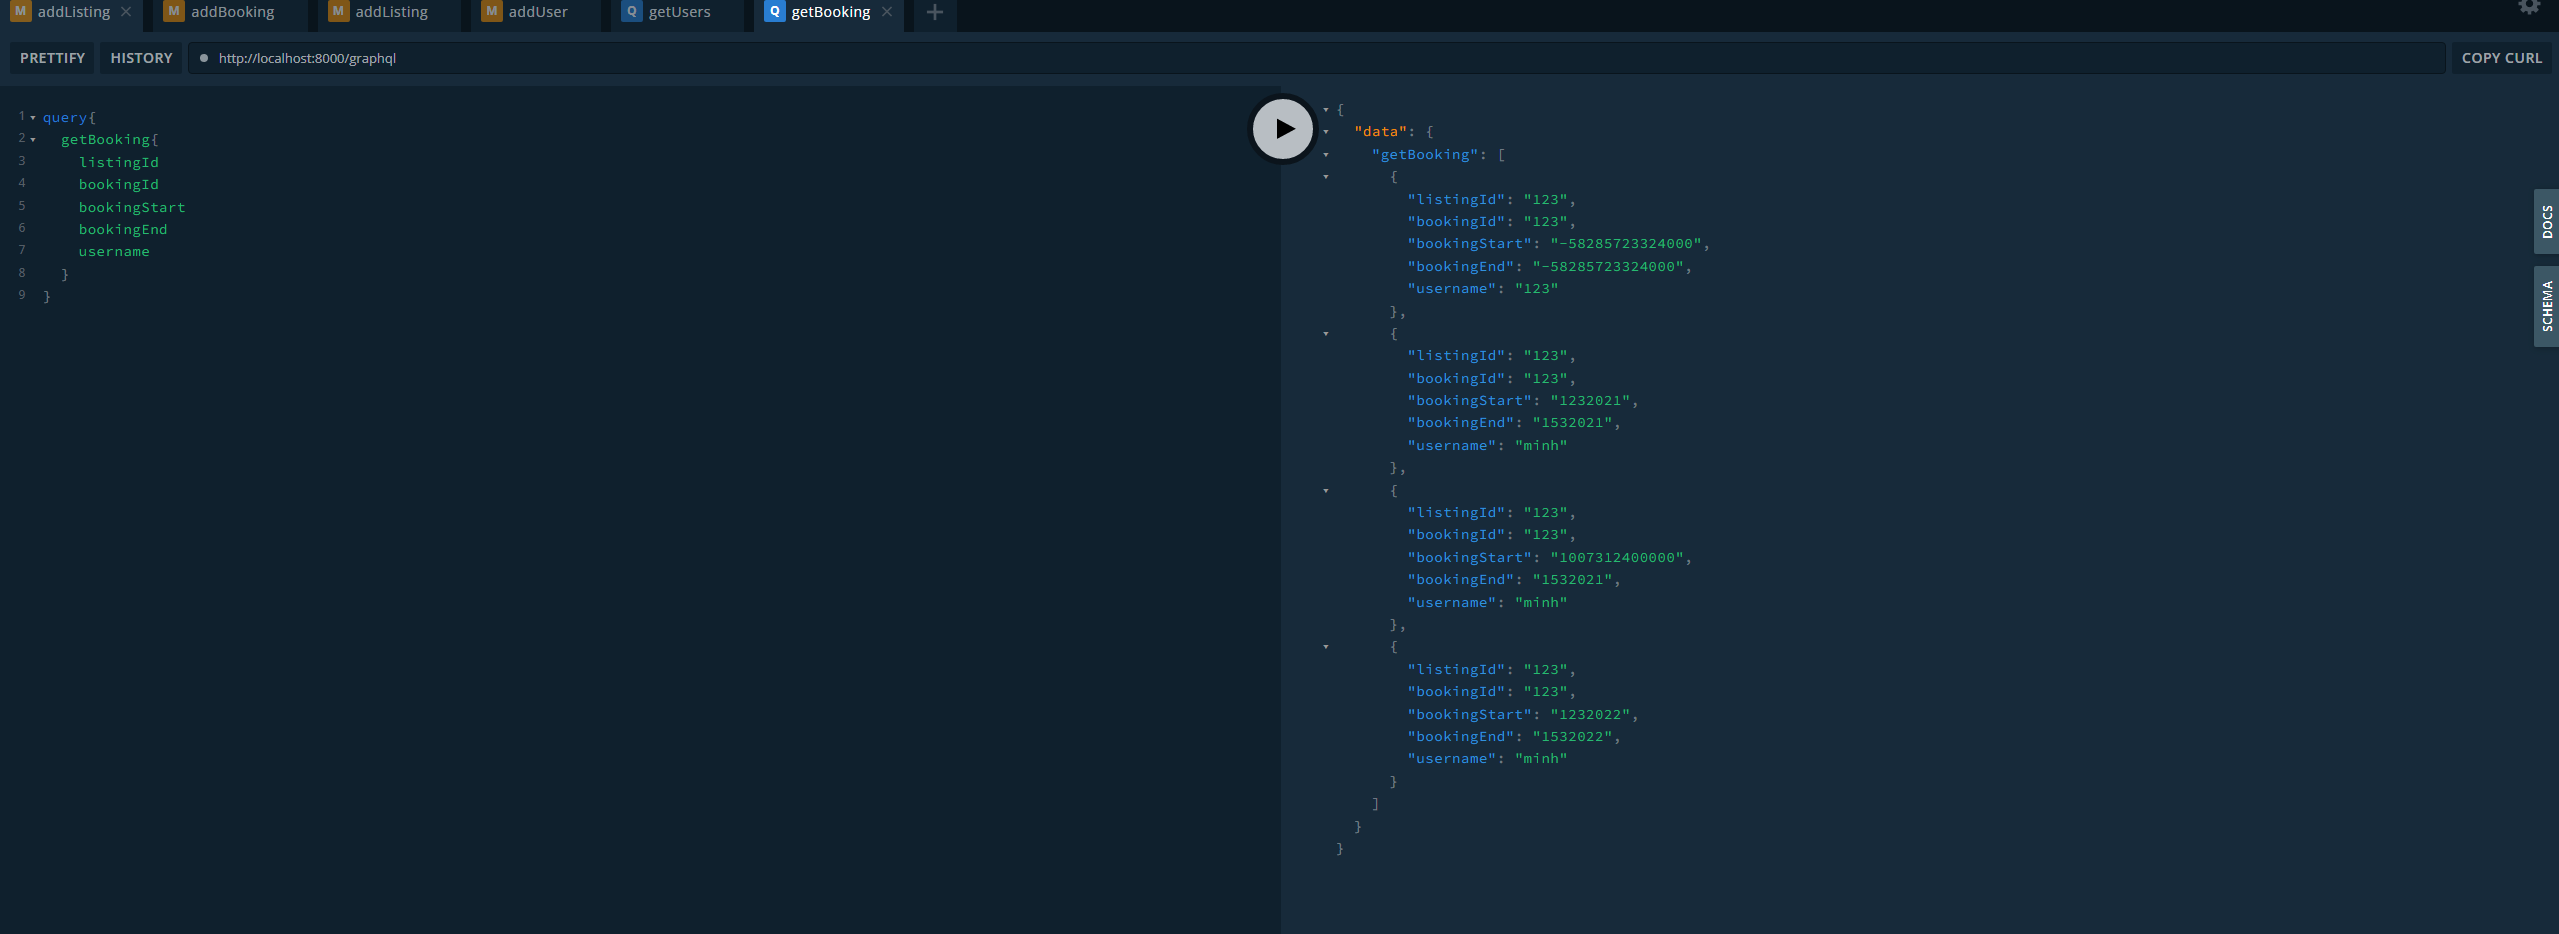 M addListing × M addBooking M addListing M addUser Q getUsers Q getBooking × +
PRETTIFY HISTORY http://localhost:8000/graphql COPY CURL
1 query{
2 getBooking{
3 listingId
4 bookingId
5 bookingStart
6 bookingEnd
7 username
8 }
9 }
{
"data": {
"getBooking": [
{
"listingId": "123",
"bookingId": "123",
"bookingStart": "-58285723324000",
"bookingEnd": "-58285723324000",
"username": "123"
},
{
"listingId": "123",
"bookingId": "123",
"bookingStart": "1232021",
"bookingEnd": "1532021",
"username": "minh"
},
{
"listingId": "123",
"bookingId": "123",
"bookingStart": "1007312400000",
"bookingEnd": "1532021",
"username": "minh"
},
{
"listingId": "123",
"bookingId": "123",
"bookingStart": "1232022",
"bookingEnd": "1532022",
"username": "minh"
}
]
}
}
DOCS
SCHEMA